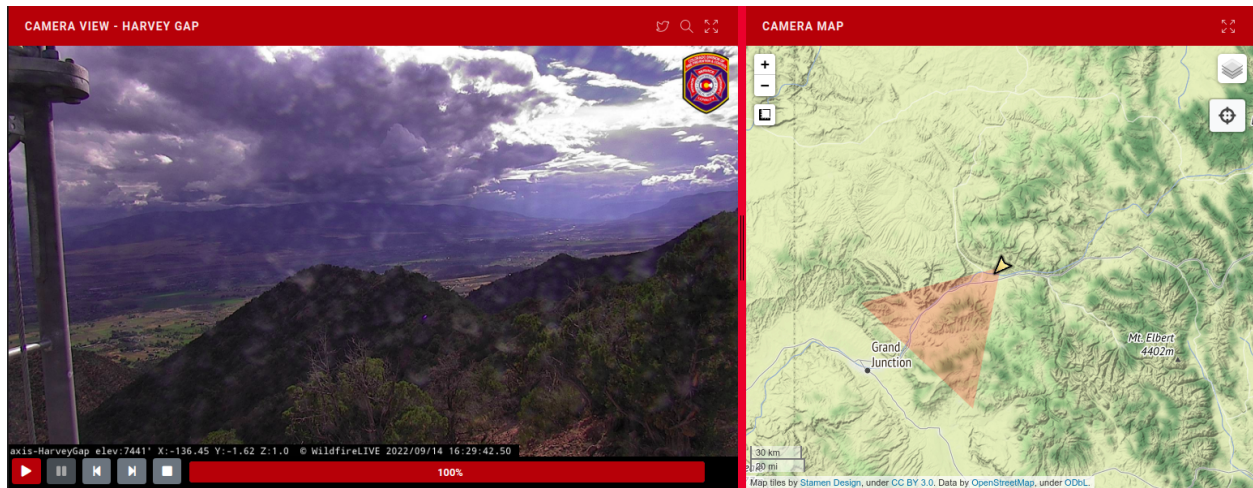 CAMERA VIEW - HARVEY GAP
axis-HarveyGap elev:7441' X:-136.45 Y:-1.62 Z:1.0 © WildfireLIVE 2022/09/14 16:29:42.50
100%
CAMERA MAP
+
−
Mt. Elbert
4402m
Grand
Junction
30 km
20 mi
Map tiles by Stamen Design, under CC BY 3.0. Data by OpenStreetMap, under ODbL.